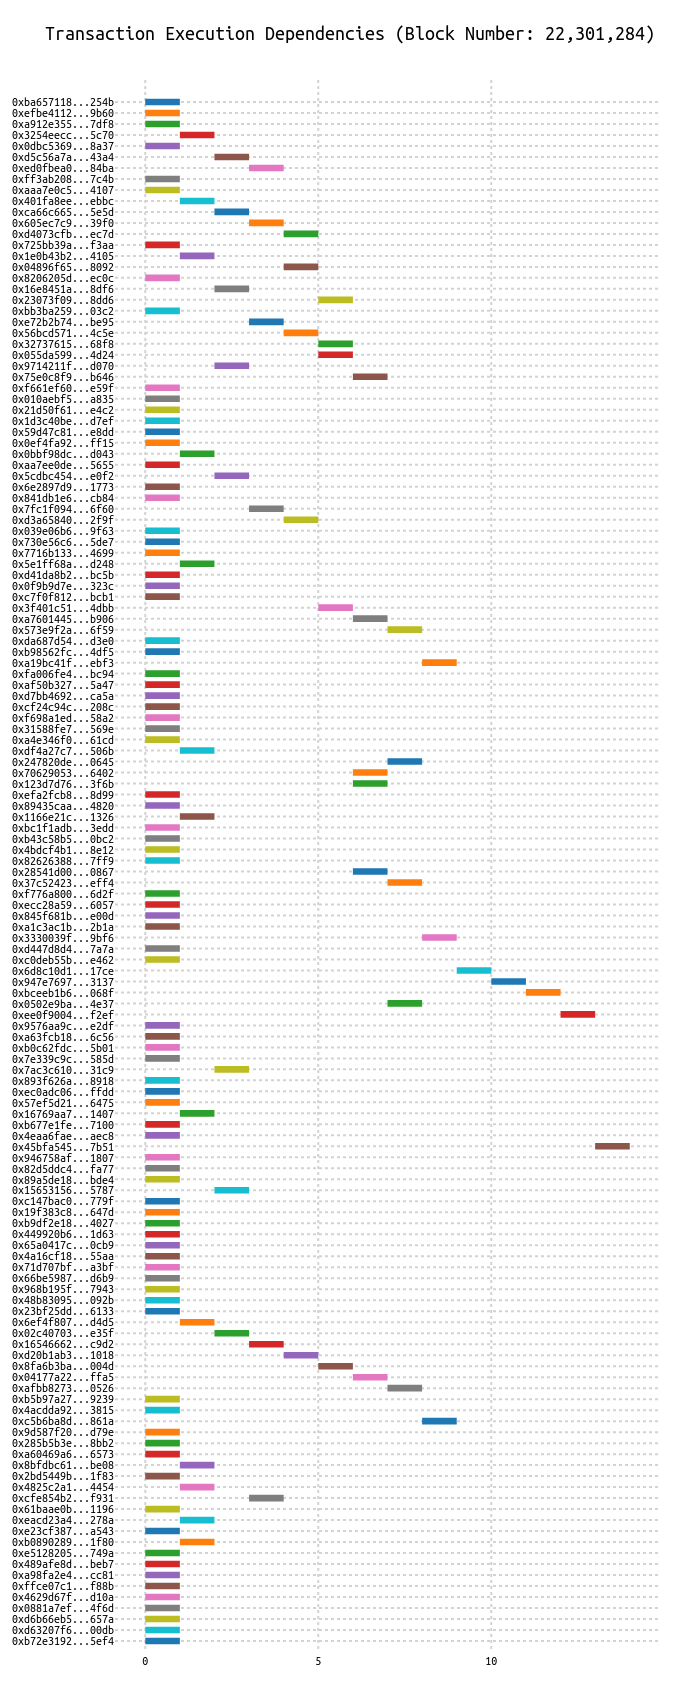 Transaction Execution Dependencies (Block Number: 22,301,284)
0xba657118...254b
0xefbe4112...9b60
0xa912e355...7df8
0x3254eecc...5c70
0x0dbc5369...8a37
0xd5c56a7a...43a4
0xed0fbea0...84ba
0xff3ab208...7c4b
0xaaa7e0c5...4107
0x401fa8ee...ebbc
0xca66c665...5e5d
0x605ec7c9...39f0
0xd4073cfb...ec7d
0x725bb39a...f3aa
0x1e0b43b2...4105
0x04896f65...8092
0x8206205d...ec0c
0x16e8451a...8df6
0x23073f09...8dd6
0xbb3ba259...03c2
0xe72b2b74...be95
0x56bcd571...4c5e
0x32737615...68f8
0x055da599...4d24
0x9714211f...d070
0x75e0c8f9...b646
0xf661ef60...e59f
0x010aebf5...a835
0x21d50f61...e4c2
0x1d3c40be...d7ef
0x59d47c81...e8dd
0x0ef4fa92...ff15
0x0bbf98dc...d043
0xaa7ee0de...5655
0x5cdbc454...e0f2
0x6e2897d9...1773
0x841db1e6...cb84
0x7fc1f094...6f60
0xd3a65840...2f9f
0x039e06b6...9f63
0x730e56c6...5de7
0x7716b133...4699
0x5e1ff68a...d248
0xd41da8b2...bc5b
0x0f9b9d7e...323c
0xc7f0f812...bcb1
0x3f401c51...4dbb
0xa7601445...b906
0x573e9f2a...6f59
0xda687d54...d3e0
0xb98562fc...4df5
0xa19bc41f...ebf3
0xfa006fe4...bc94
0xaf50b327...5a47
0xd7bb4692...ca5a
0xcf24c94c...208c
0xf698a1ed...58a2
0x31588fe7...569e
0xa4e346f0...61cd
0xdf4a27c7...506b
0x247820de...0645
0x70629053...6402
0x123d7d76...3f6b
0xefa2fcb8...8d99
0x89435caa...4820
0x1166e21c...1326
0xbc1f1adb...3edd
0xb43c58b5...0bc2
0x4bdcf4b1...8e12
0x82626388...7ff9
0x28541d00...0867
0x37c52423...eff4
0xf776a800...6d2f
0xecc28a59...6057
0x845f681b...e00d
0xa1c3ac1b...2b1a
0x3330039f...9bf6
0xd447d8d4...7a7a
0xc0deb55b...e462
0x6d8c10d1...17ce
0x947e7697...3137
0xbceeb1b6...068f
0x0502e9ba...4e37
0xee0f9004...f2ef
0x9576aa9c...e2df
0xa63fcb18...6c56
0xb0c62fdc...5b01
0x7e339c9c...585d
0x7ac3c610...31c9
0x893f626a...8918
0xec0adc06...ffdd
0x57ef5d21...6475
0x16769aa7...1407
0xb677e1fe...7100
0x4eaa6fae...aec8
0x45bfa545...7b51
0x946758af...1807
0x82d5ddc4...fa77
0x89a5de18...bde4
0x15653156...5787
0xc147bac0...779f
0x19f383c8...647d
0xb9df2e18...4027
0x449920b6...1d63
0x65a0417c...0cb9
0x4a16cf18...55aa
0x71d707bf...a3bf
0x66be5987...d6b9
0x968b195f...7943
0x48b83095...092b
0x23bf25dd...6133
0x6ef4f807...d4d5
0x02c40703...e35f
0x16546662...c9d2
0xd20b1ab3...1018
0x8fa6b3ba...004d
0x04177a22...ffa5
0xafbb8273...0526
0xb5b97a27...9239
0x4acdda92...3815
0xc5b6ba8d...861a
0x9d587f20...d79e
0x285b5b3e...8bb2
0xa60469a6...6573
0x8bfdbc61...be08
0x2bd5449b...1f83
0x4825c2a1...4454
0xcfe854b2...f931
0x61baae0b...1196
0xeacd23a4...278a
0xe23cf387...a543
0xb0890289...1f80
0xe5128205...749a
0x489afe8d...beb7
0xa98fa2e4...cc81
0xffce07c1...f88b
0x4629d67f...d10a
0x0881a7ef...4f6d
0xd6b66eb5...657a
0xd63207f6...00db
0xb72e3192...5ef4
0 5 10